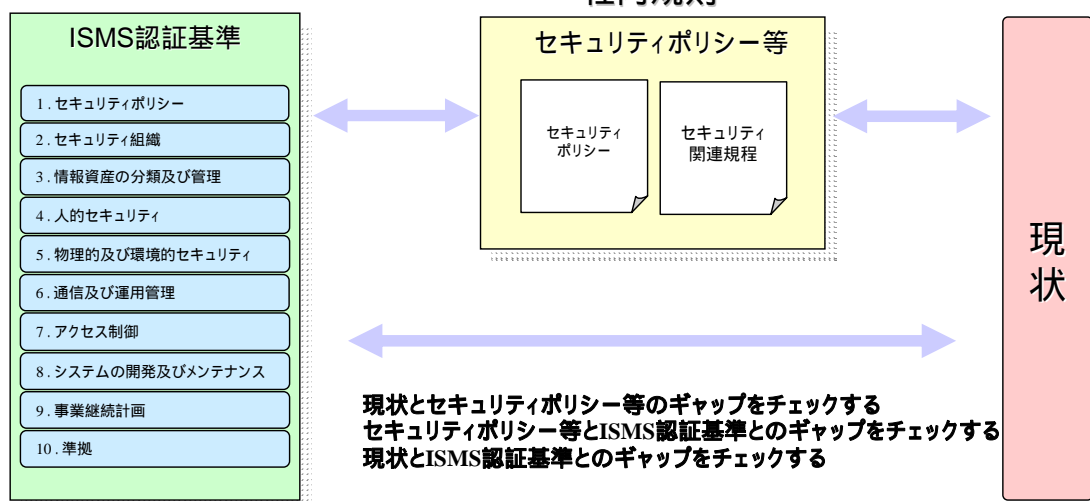 ISMS認証基準
1.セキュリティポリシー
2.セキュリティ組織
3.情報資産の分類及び管理
4.人的セキュリティ
5.物理的及び環境的セキュリティ
6.通信及び運用管理
7.アクセス制御
8.システムの開発及びメンテナンス
9.事業継続計画
10.準拠
セキュリティポリシー等
セキュリティ
ポリシー
セキュリティ
関連規程
現
状
現状とセキュリティポリシー等のギャップをチェックする
セキュリティポリシー等とISMS認証基準とのギャップをチェックする
現状とISMS認証基準とのギャップをチェックする